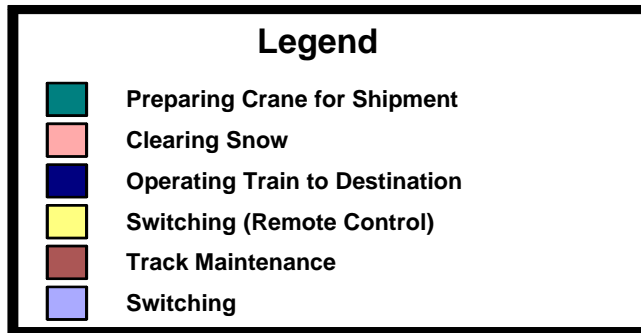 Legend
Preparing Crane for Shipment
Clearing Snow
Operating Train to Destination
Switching (Remote Control)
Track Maintenance
Switching